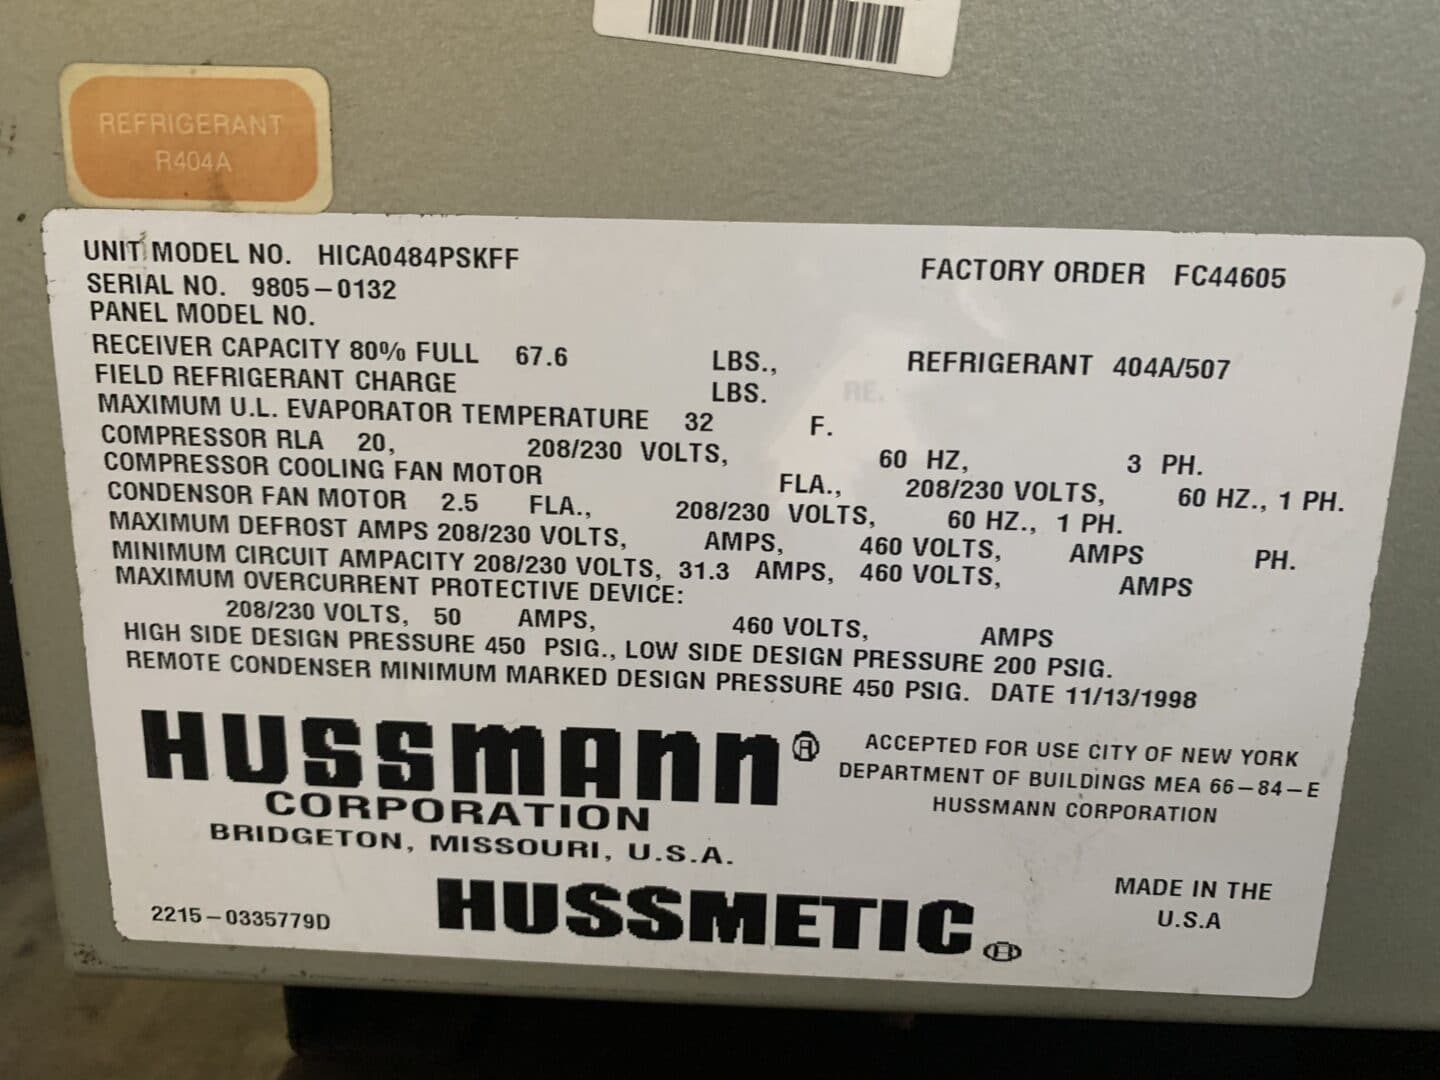 REFRIGERANT
R404A
UNIT MODEL NO. HICA0484PSKFF
FACTORY ORDER FC44605
SERIAL NO. 9805-0132
PANEL MODEL NO.
RECEIVER CAPACITY 80% FULL 67.6 LBS., REFRIGERANT 404A/507
FIELD REFRIGERANT CHARGE LBS. RE.
MAXIMUM U.L. EVAPORATOR TEMPERATURE 32 F.
COMPRESSOR RLA 20, 208/230 VOLTS, 60 HZ, 3 PH.
COMPRESSOR COOLING FAN MOTOR FLA., 208/230 VOLTS, 60 HZ., 1 PH.
CONDENSOR FAN MOTOR 2.5 FLA., 208/230 VOLTS, 60 HZ., 1 PH.
MAXIMUM DEFROST AMPS 208/230 VOLTS, AMPS, 460 VOLTS, AMPS PH.
MINIMUM CIRCUIT AMPACITY 208/230 VOLTS, 31.3 AMPS, 460 VOLTS, AMPS
MAXIMUM OVERCURRENT PROTECTIVE DEVICE:
208/230 VOLTS, 50 AMPS, 460 VOLTS, AMPS
HIGH SIDE DESIGN PRESSURE 450 PSIG., LOW SIDE DESIGN PRESSURE 200 PSIG.
REMOTE CONDENSER MINIMUM MARKED DESIGN PRESSURE 450 PSIG. DATE 11/13/1998
HUSSMANN®
CORPORATION
BRIDGETON, MISSOURI, U.S.A.
ACCEPTED FOR USE CITY OF NEW YORK
DEPARTMENT OF BUILDINGS MEA 66-84-E
HUSSMANN CORPORATION
2215-0335779D
HUSSMETIC
MADE IN THE
U.S.A